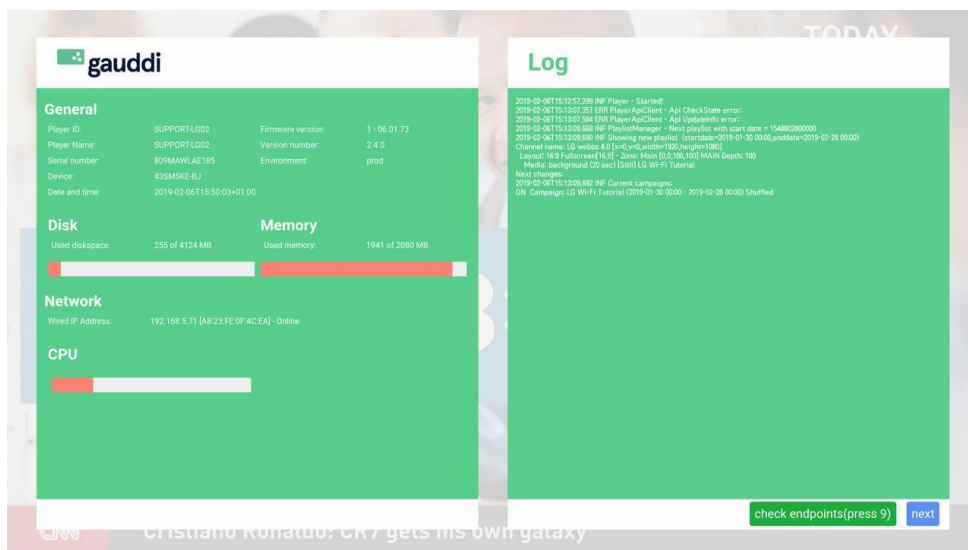 TODAY
gauddi
General
Player ID: SUPPORT-LG02 Firmware version: 1 - 06.01.73
Player Name: SUPPORT-LG02 Version number: 2.4.0
Serial number: 809MAWLAE185 Environment: prod
Device: 43SM5KE-BJ
Date and time: 2019-02-06T15:50:03+01:00
Disk Memory
Used diskspace: 255 of 4124 MB Used memory: 1941 of 2080 MB
Network
Wired IP Address: 192.168.5.71 [A8:23:FE:0F:4C:EA] - Online
CPU
Log
2019-02-06T15:12:57,299 INF Player - Started!
2019-02-06T15:13:07,357 ERR PlayerApiClient - Api CheckState error:
2019-02-06T15:13:07,584 ERR PlayerApiClient - Api UpdateInfo error:
2019-02-06T15:13:09,668 INF PlaylistManager - Next playlist with start date = 1548802800000
2019-02-06T15:13:09,690 INF Showing new playlist (startdate=2019-01-30 00:00,enddate=2019-02-28 00:00)
Channel name: LG webos 4.0 [x=0,y=0,width=1920,height=1080]
Layout: 16:9 Fullscreen[16,9] - Zone: Main [0,0,100,100] MAIN Depth: 100
Media: background (20 sec) [Still] LG Wi-Fi Tutorial
Next changes:
2019-02-06T15:13:09,692 INF Current campaigns:
ON Campaign: LG Wi-Fi Tutorial (2019-01-30 00:00 - 2019-02-28 00:00) Shuffled
check endpoints(press 9) next
CNN Cristiano Ronaldo: CR7 gets his own galaxy